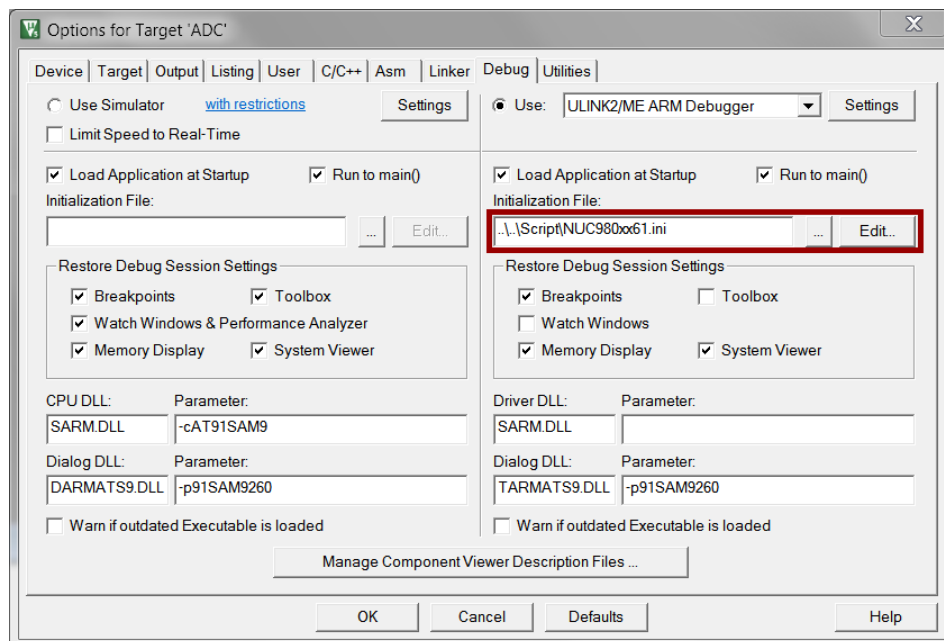 Options for Target 'ADC'
Device Target Output Listing User C/C++ Asm Linker Debug Utilities
Use Simulator with restrictions Settings
Limit Speed to Real-Time
Load Application at Startup Run to main()
Initialization File:
... Edit...
Restore Debug Session Settings
Breakpoints Toolbox
Watch Windows & Performance Analyzer
Memory Display System Viewer
CPU DLL: Parameter:
SARM.DLL -cAT91SAM9
Dialog DLL: Parameter:
DARMATS9.DLL -p91SAM9260
Warn if outdated Executable is loaded
Use: ULINK2/ME ARM Debugger Settings
Load Application at Startup Run to main()
Initialization File:
..\..\Script\NUC980xx61.ini ... Edit...
Restore Debug Session Settings
Breakpoints Toolbox
Watch Windows
Memory Display System Viewer
Driver DLL: Parameter:
SARM.DLL
Dialog DLL: Parameter:
TARMATS9.DLL -p91SAM9260
Warn if outdated Executable is loaded
Manage Component Viewer Description Files ...
OK Cancel Defaults Help